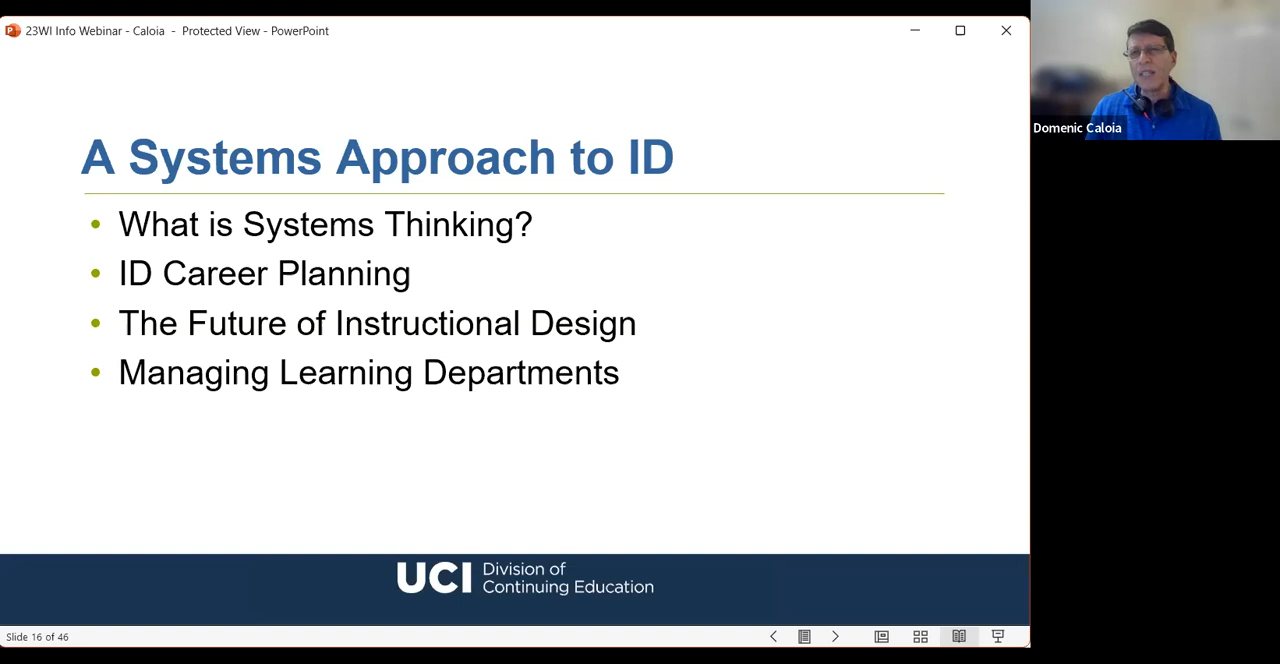 23WI Info Webinar - Caloia - Protected View - PowerPoint
Domenic Caloia
A Systems Approach to ID
• What is Systems Thinking?
• ID Career Planning
• The Future of Instructional Design
• Managing Learning Departments
UCI Division of
Continuing Education
Slide 16 of 46